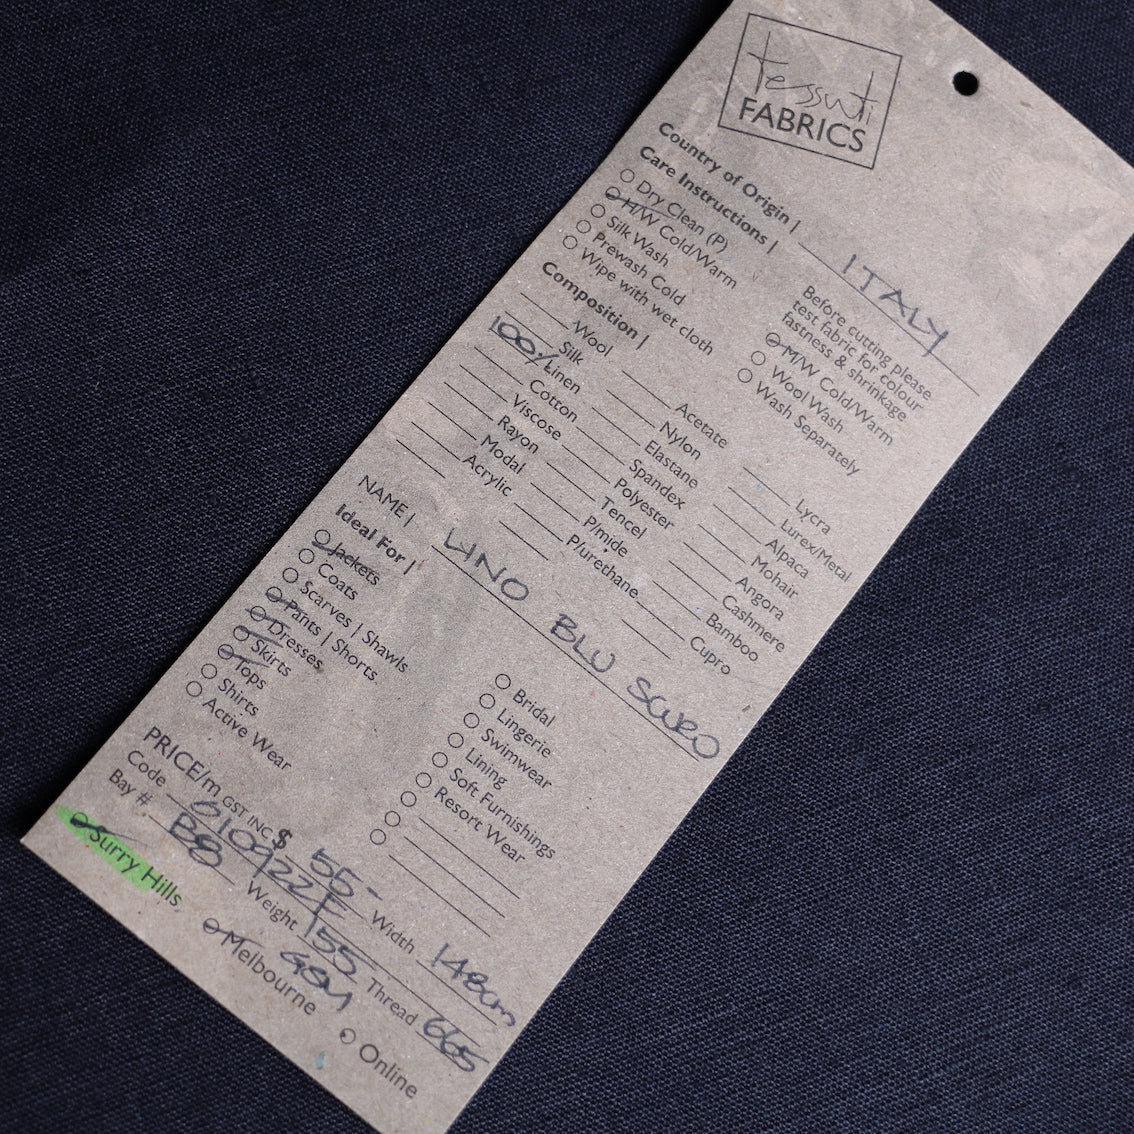 tessuti
FABRICS
Country of Origin | ITALY
Care Instructions |
Dry Clean (P)
H/W Cold/Warm
Silk Wash
Prewash Cold
Wipe with wet cloth
Before cutting please
test fabric for colour
fastness & shrinkage
M/W Cold/Warm
Wool Wash
Wash Separately
Composition |
Wool
Silk
100% Linen
Cotton
Viscose
Rayon
Modal
Acrylic
Acetate
Nylon
Elastane
Spandex
Polyester
Tencel
P/mide
P/urethane
Lycra
Lurex/Metal
Alpaca
Mohair
Angora
Cashmere
Bamboo
Cupro
NAME | LINO BLU SCURO
Ideal For |
Jackets
Coats
Scarves | Shawls
Pants | Shorts
Dresses
Skirts
Tops
Shirts
Active Wear
Bridal
Lingerie
Swimwear
Lining
Soft Furnishings
Resort Wear
PRICE/m GST INC $ 55-
Code 010922F Width 148cm
Bay # B8 Weight 155 GSM Thread 665
Surry Hills
Melbourne
Online